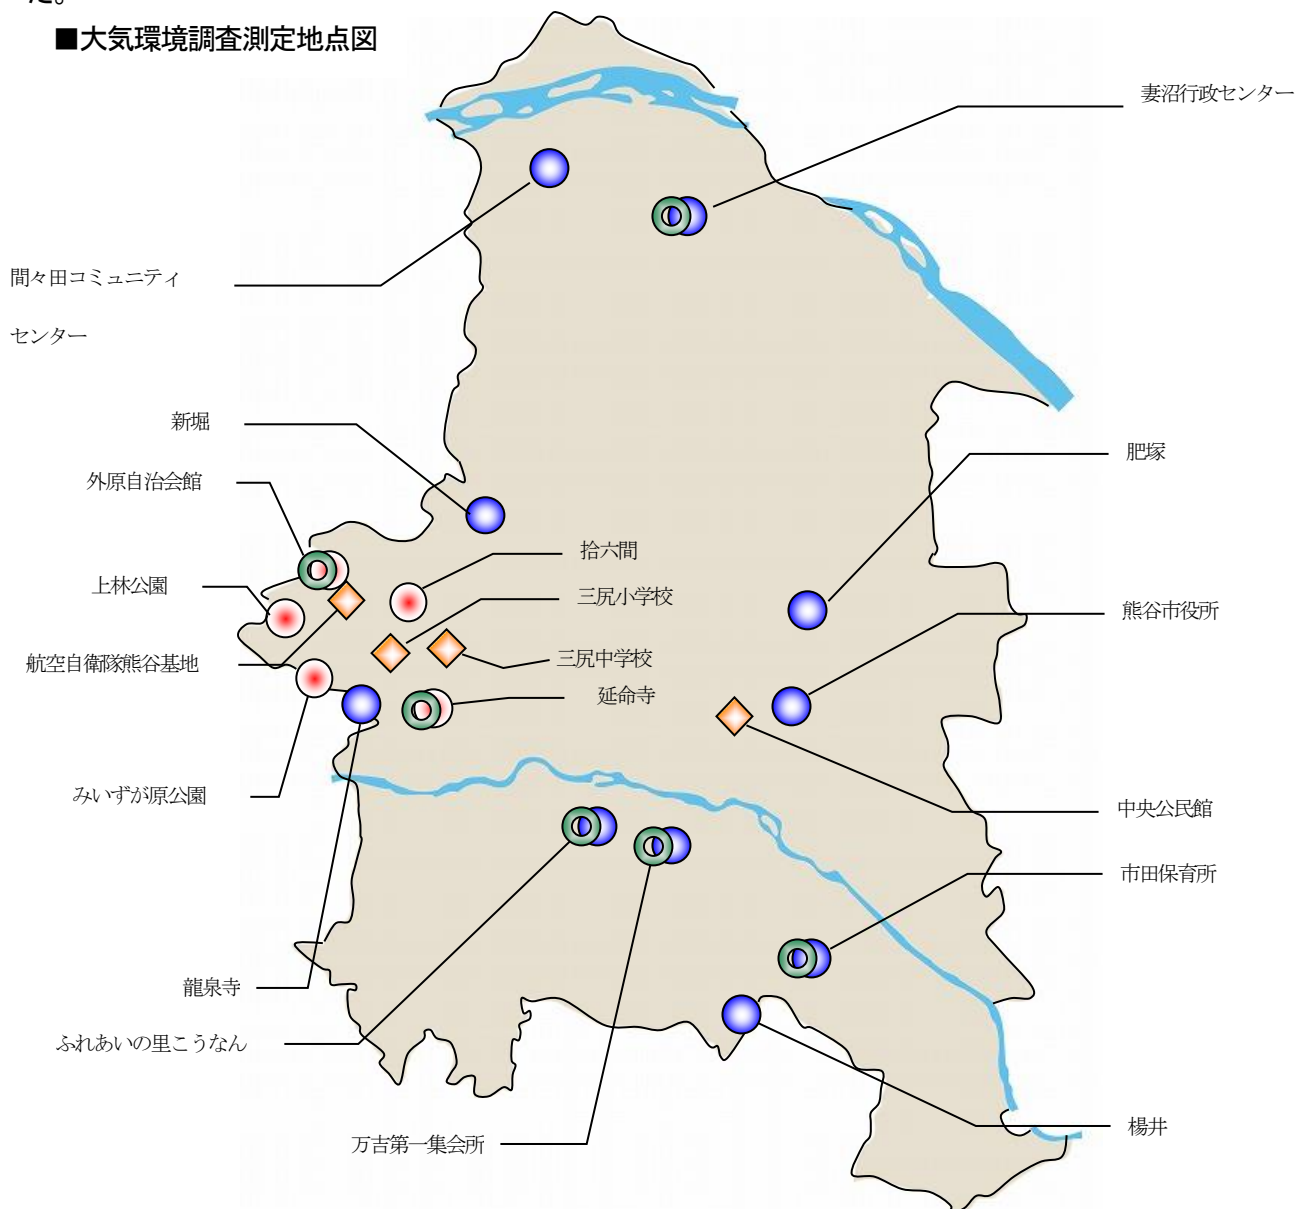 た。
■大気環境調査測定地点図
妻沼行政センター
間々田コミュニティ
センター
新堀
肥塚
外原自治会館
拾六間
上林公園
三尻小学校
熊谷市役所
航空自衛隊熊谷基地
三尻中学校
延命寺
みいずが原公園
中央公民館
市田保育所
龍泉寺
ふれあいの里こうなん
万吉第一集会所
楊井